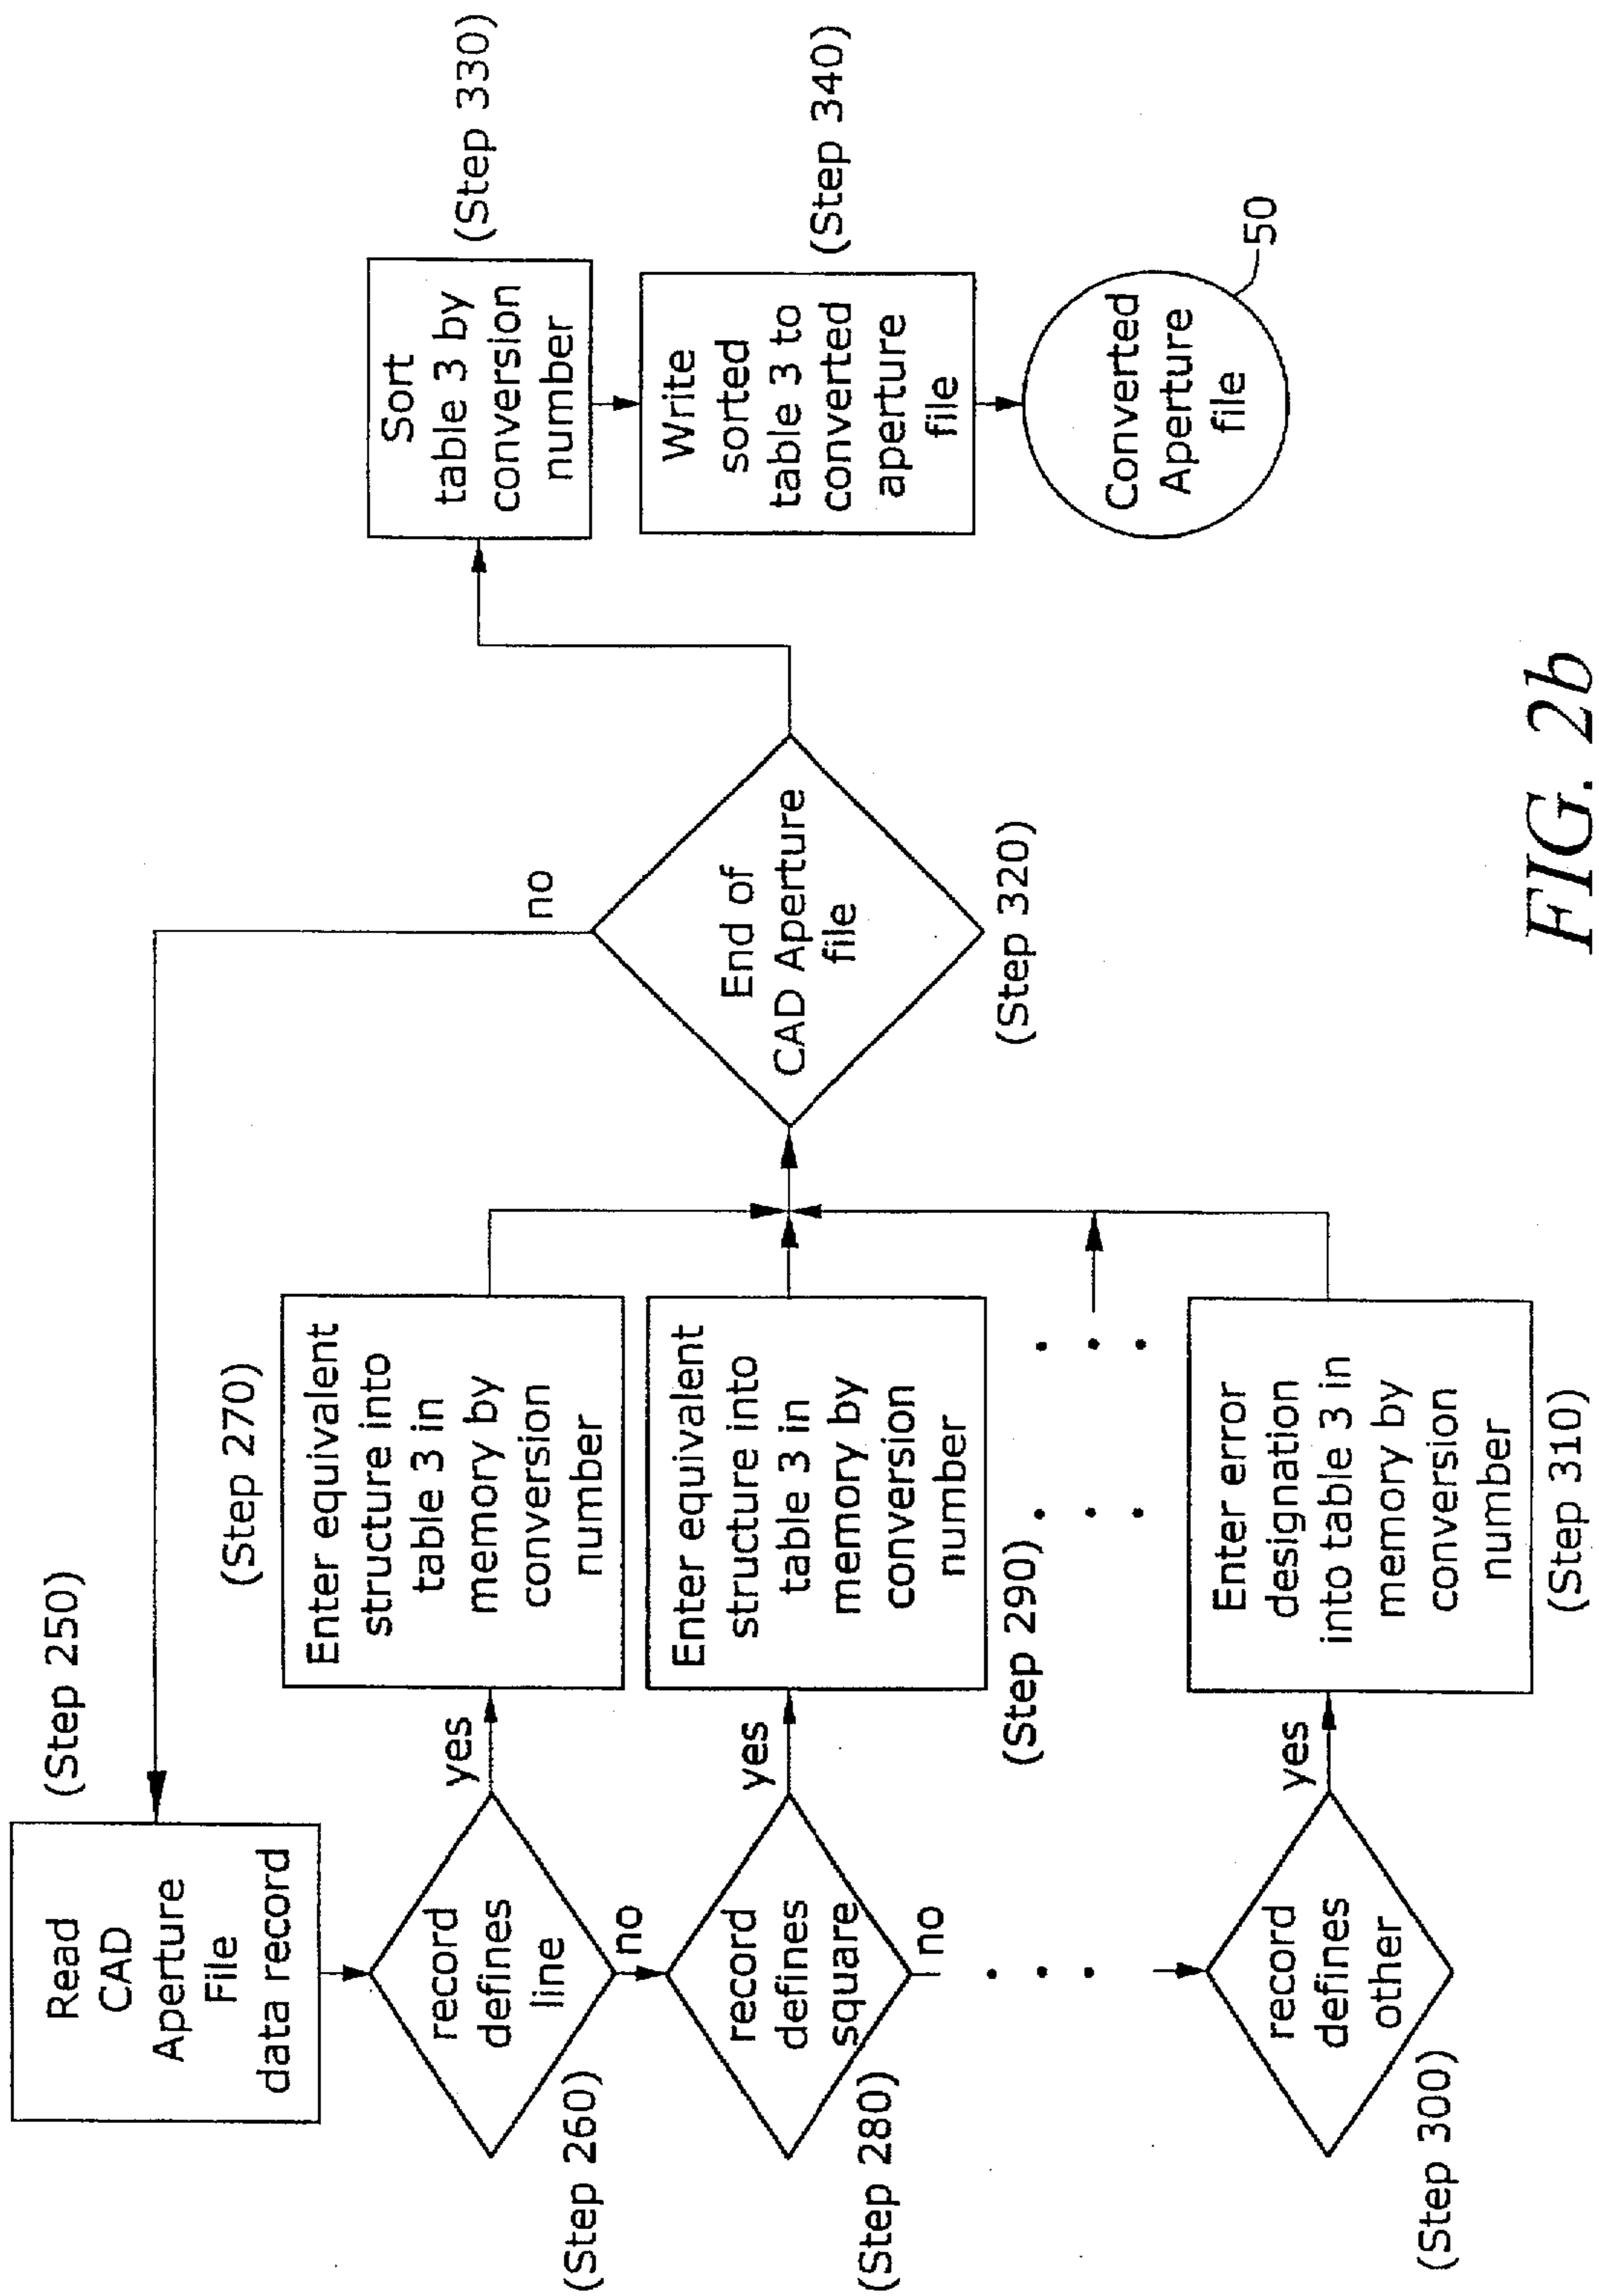 (Step 250)
Read
CAD
Aperture
File
data record
record
defines
line
(Step 260)
yes
no
(Step 270)
Enter equivalent
structure into
table 3 in
memory by
conversion
number
record
defines
square
(Step 280)
yes
no
Enter equivalent
structure into
table 3 in
memory by
conversion
number
(Step 290)
record
defines
other
(Step 300)
yes
Enter error
designation
into table 3 in
memory by
conversion
number
(Step 310)
no
End of
CAD Aperture
file
(Step 320)
Sort
table 3 by
conversion
number
(Step 330)
Write
sorted
table 3 to
converted
aperture
file
(Step 340)
Converted
Aperture
file
50
FIG. 2b